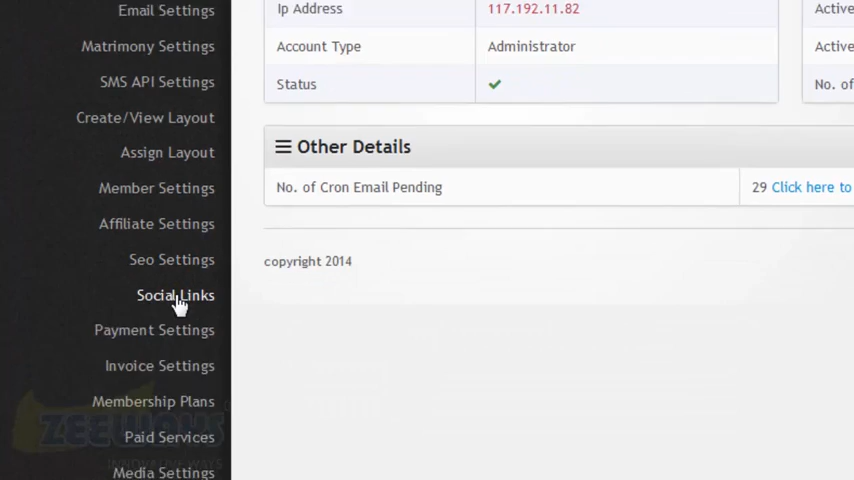 Email Settings
Matrimony Settings
SMS API Settings
Create/View Layout
Assign Layout
Member Settings
Affiliate Settings
Seo Settings
Social Links
Payment Settings
Invoice Settings
Membership Plans
Paid Services
Media Settings
Ip Address 117.192.11.82
Account Type Administrator
Status
Active
Active
No. of
Other Details
No. of Cron Email Pending 29 Click here to
copyright 2014
ZEEWAYS
INNOVATIVE WAYS